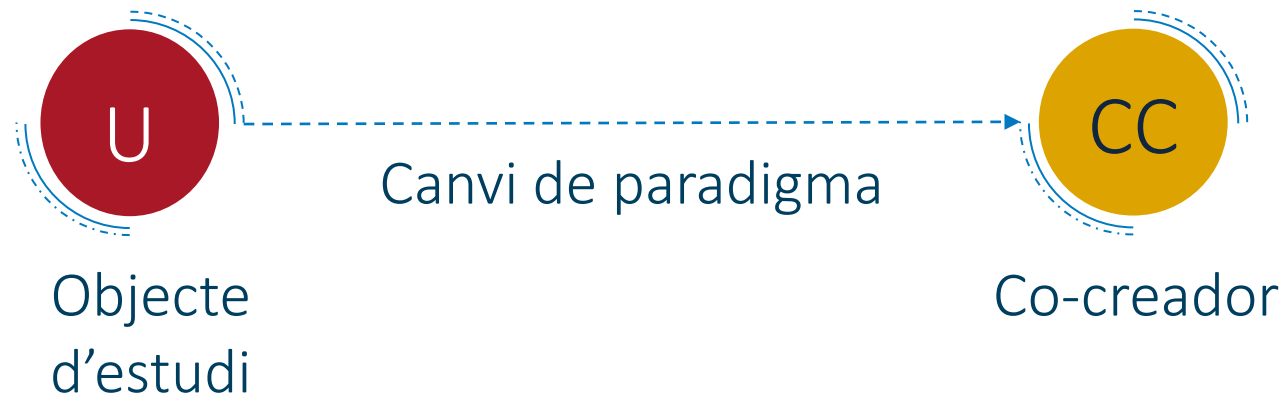 U
CC
Canvi de paradigma
Objecte
d’estudi
Co-creador